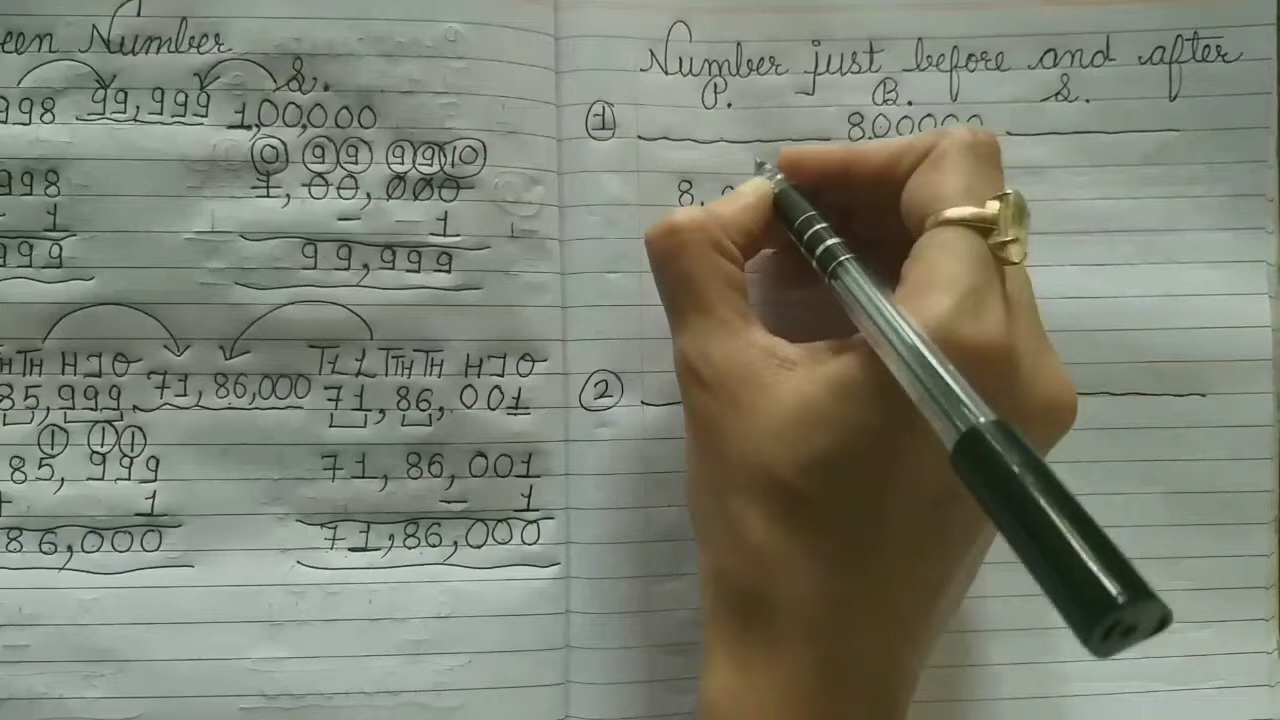 een Number
S.
998 99,999 1,00,000
0 9 9 9 9 10
998 1,00,000
- 1 - - 1
999 99,999
H TH H T O TL L TTH TH H T O
85,999 71,86,000 71,86,001
1 1 1
85,999 71,86,001
+ 1 - 1
86,000 71,86,000
Number just before and after
P. B. S.
1 800000
8,
2